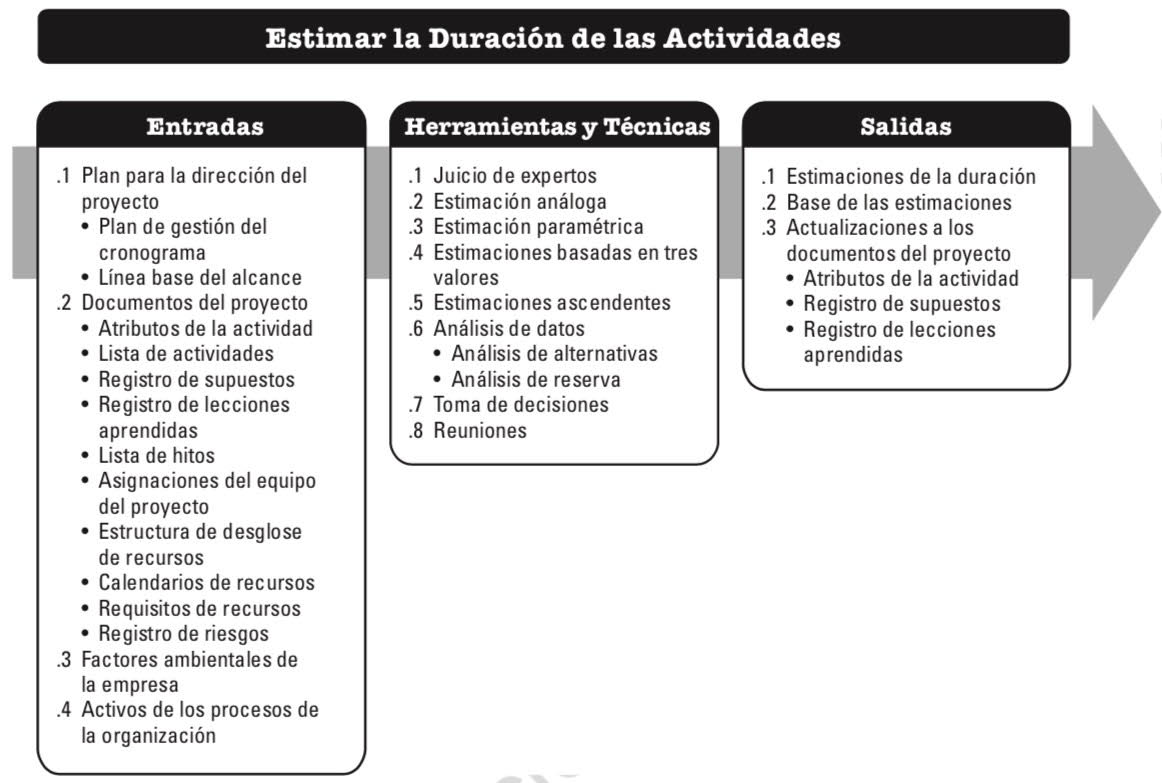 Estimar la Duración de las Actividades
Entradas
.1 Plan para la dirección del
proyecto
• Plan de gestión del
cronograma
• Línea base del alcance
.2 Documentos del proyecto
• Atributos de la actividad
• Lista de actividades
• Registro de supuestos
• Registro de lecciones
aprendidas
• Lista de hitos
• Asignaciones del equipo
del proyecto
• Estructura de desglose
de recursos
• Calendarios de recursos
• Requisitos de recursos
• Registro de riesgos
.3 Factores ambientales de
la empresa
.4 Activos de los procesos de
la organización
Herramientas y Técnicas
.1 Juicio de expertos
.2 Estimación análoga
.3 Estimación paramétrica
.4 Estimaciones basadas en tres
valores
.5 Estimaciones ascendentes
.6 Análisis de datos
• Análisis de alternativas
• Análisis de reserva
.7 Toma de decisiones
.8 Reuniones
Salidas
.1 Estimaciones de la duración
.2 Base de las estimaciones
.3 Actualizaciones a los
documentos del proyecto
• Atributos de la actividad
• Registro de supuestos
• Registro de lecciones
aprendidas